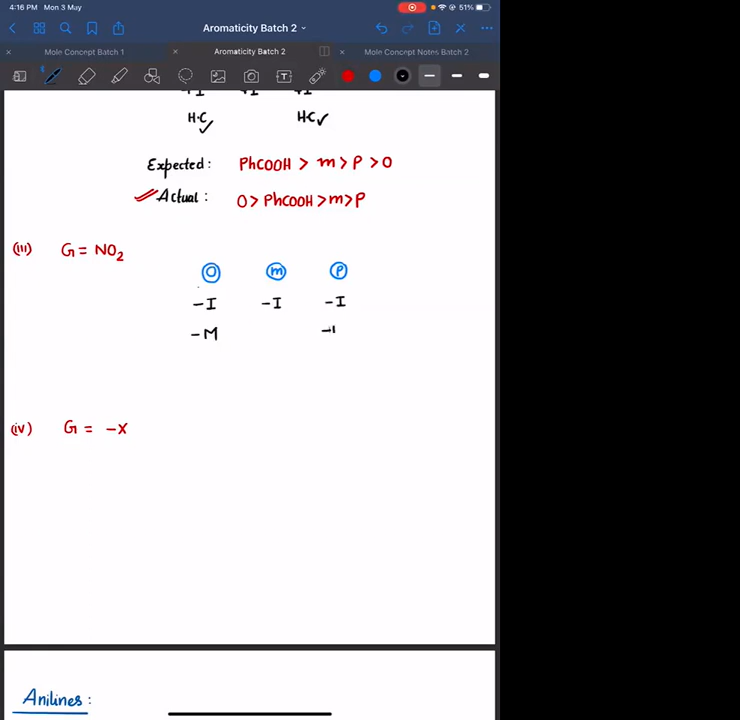 4:16 PM Mon 3 May 51%
Aromaticity Batch 2
Mole Concept Batch 1 Aromaticity Batch 2 Mole Concept Notes Batch 2
+I
H·C H·C
Expected: PhCOOH > m > P > O
Actual: O > PhCOOH > m > P
(iii) G = NO2
O m P
-I -I -I
-M
(iv) G = -X
Anilines: